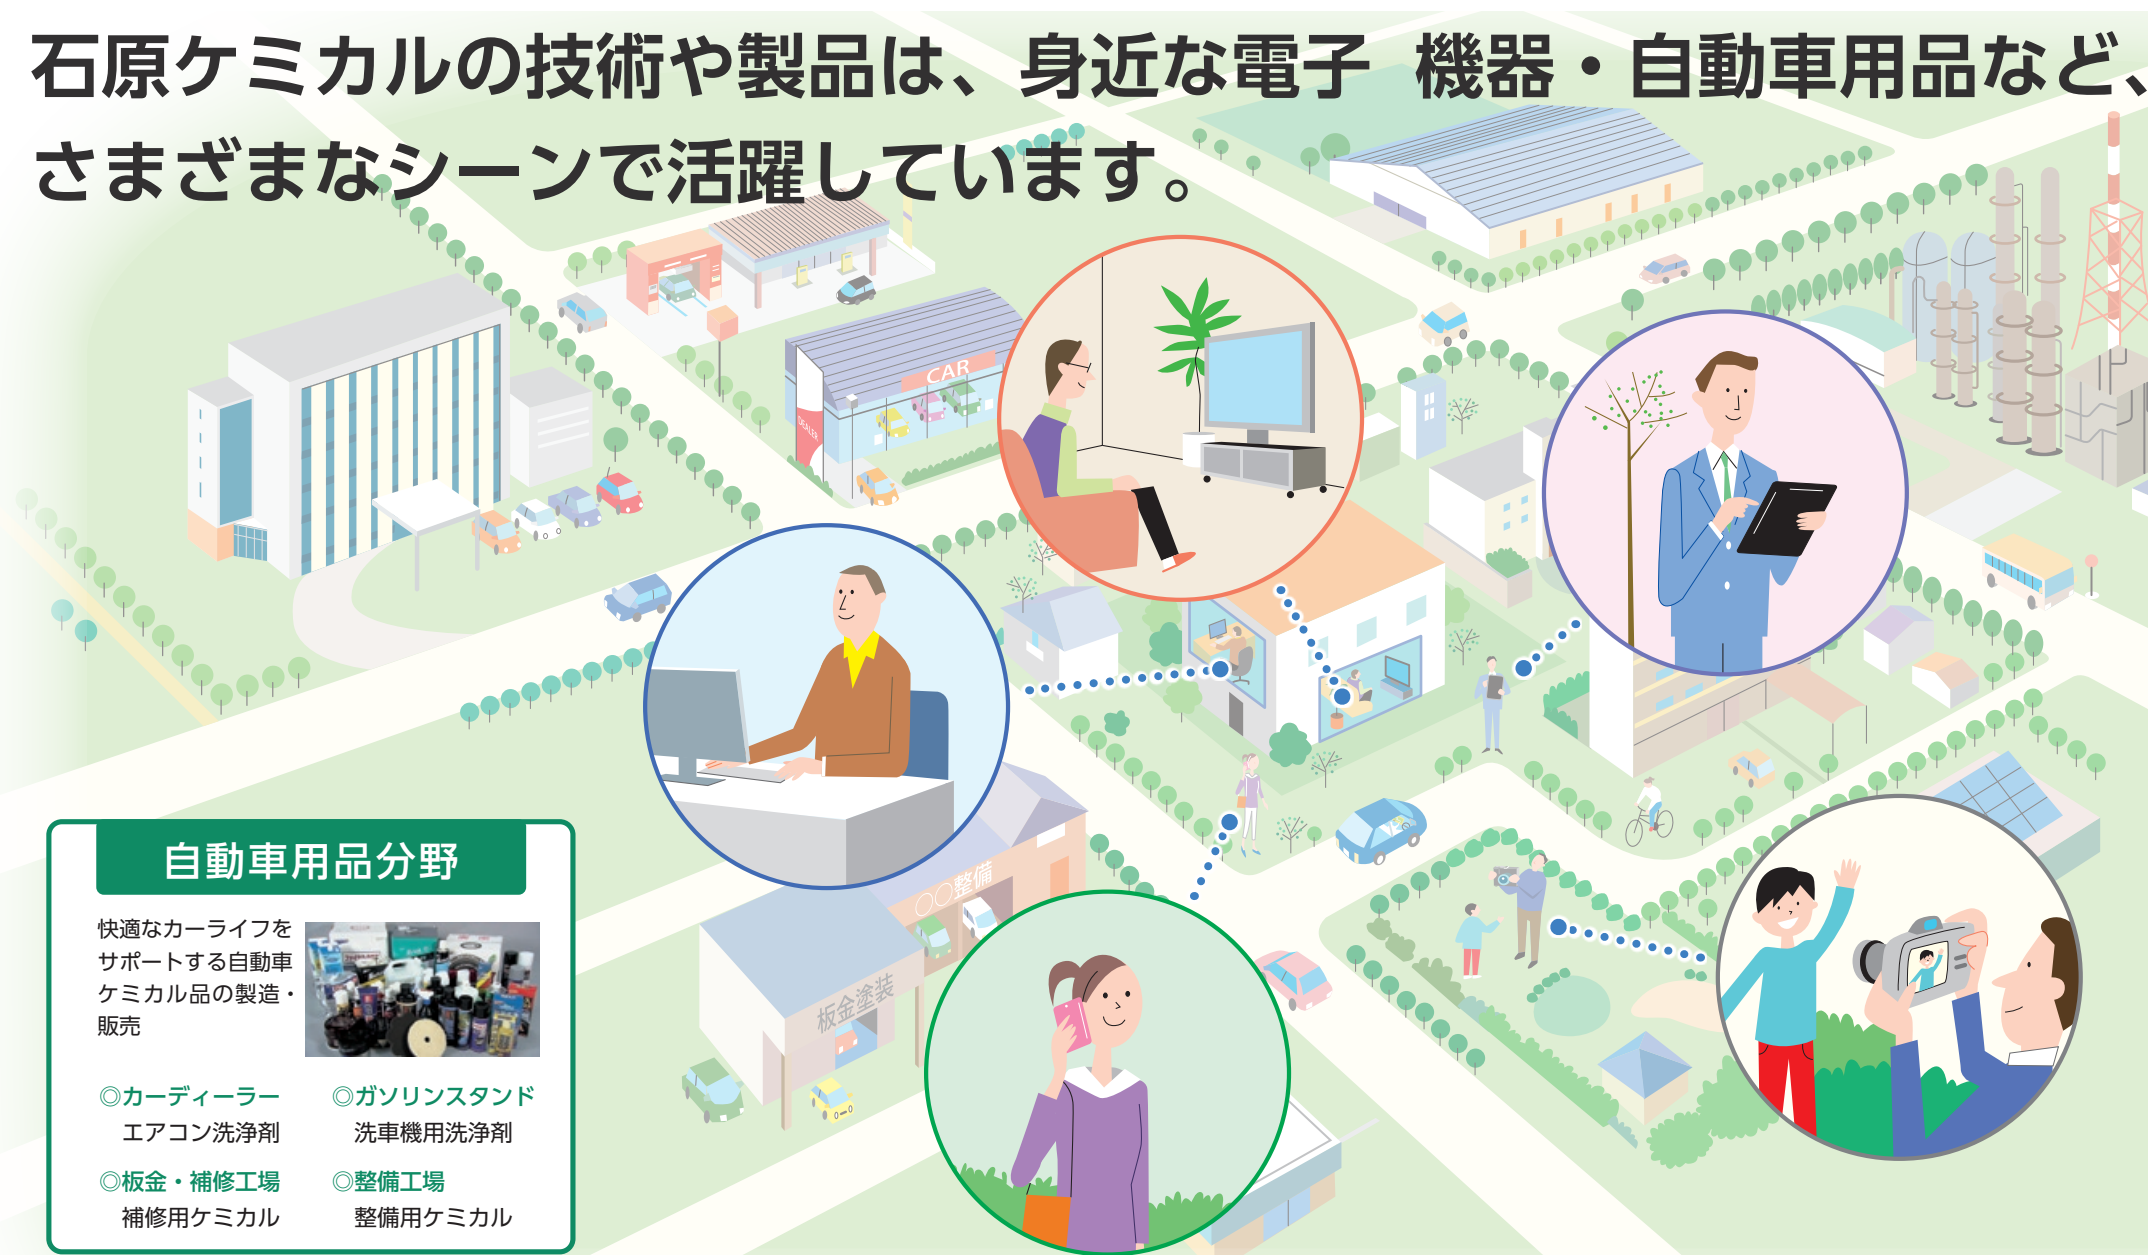 石原ケミカルの技術や製品は、身近な電子 機器・自動車用品など、
さまざまなシーンで活躍しています。
CAR
DEALER
○○整備
板金塗装
自動車用品分野
快適なカーライフを
サポートする自動車
ケミカル品の製造・
販売
◎カーディーラー
エアコン洗浄剤
◎ガソリンスタンド
洗車機用洗浄剤
◎板金・補修工場
補修用ケミカル
◎整備工場
整備用ケミカル